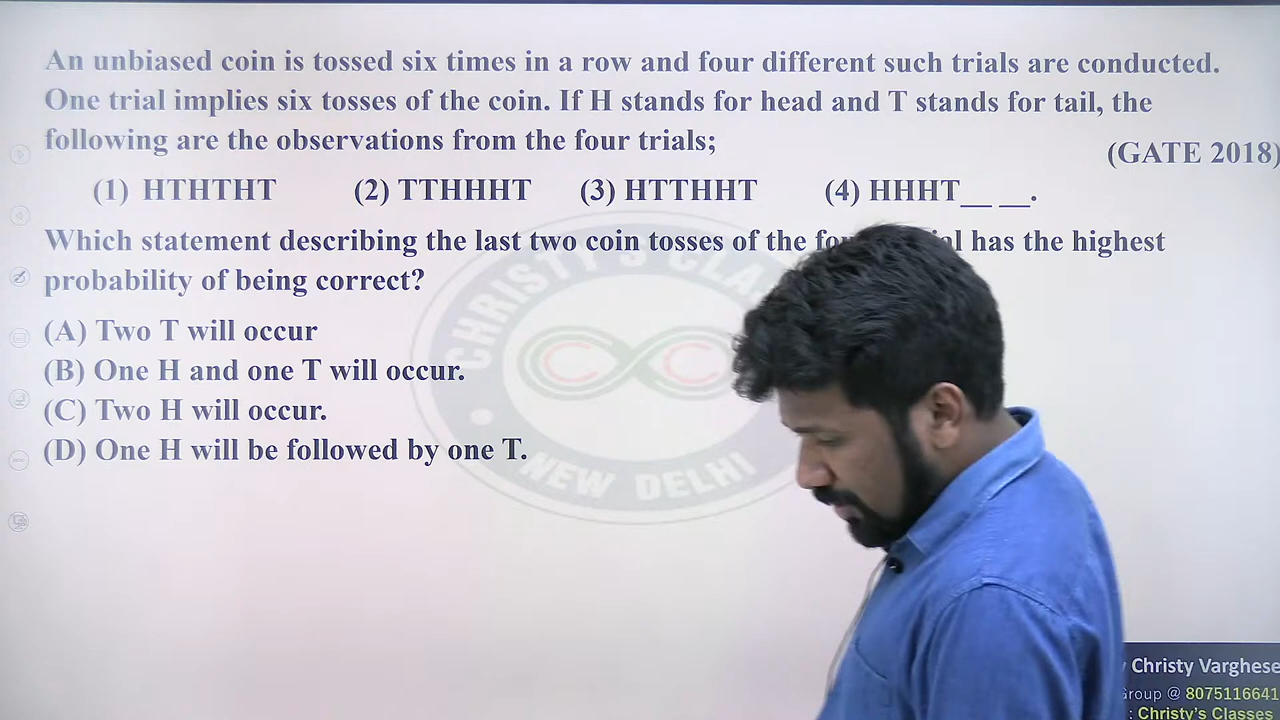 An unbiased coin is tossed six times in a row and four different such trials are conducted.
One trial implies six tosses of the coin. If H stands for head and T stands for tail, the
following are the observations from the four trials;
(GATE 2018)
(1) HTHTHT (2) TTHHHT (3) HTTHHT (4) HHHT__ __.
Which statement describing the last two coin tosses of the has the highest
probability of being correct?
(A) Two T will occur
(B) One H and one T will occur.
(C) Two H will occur.
(D) One H will be followed by one T.
CHRISTY'S
NEW DELHI
Christy Varghese
Group @ 8075116641
: Christy's Classes